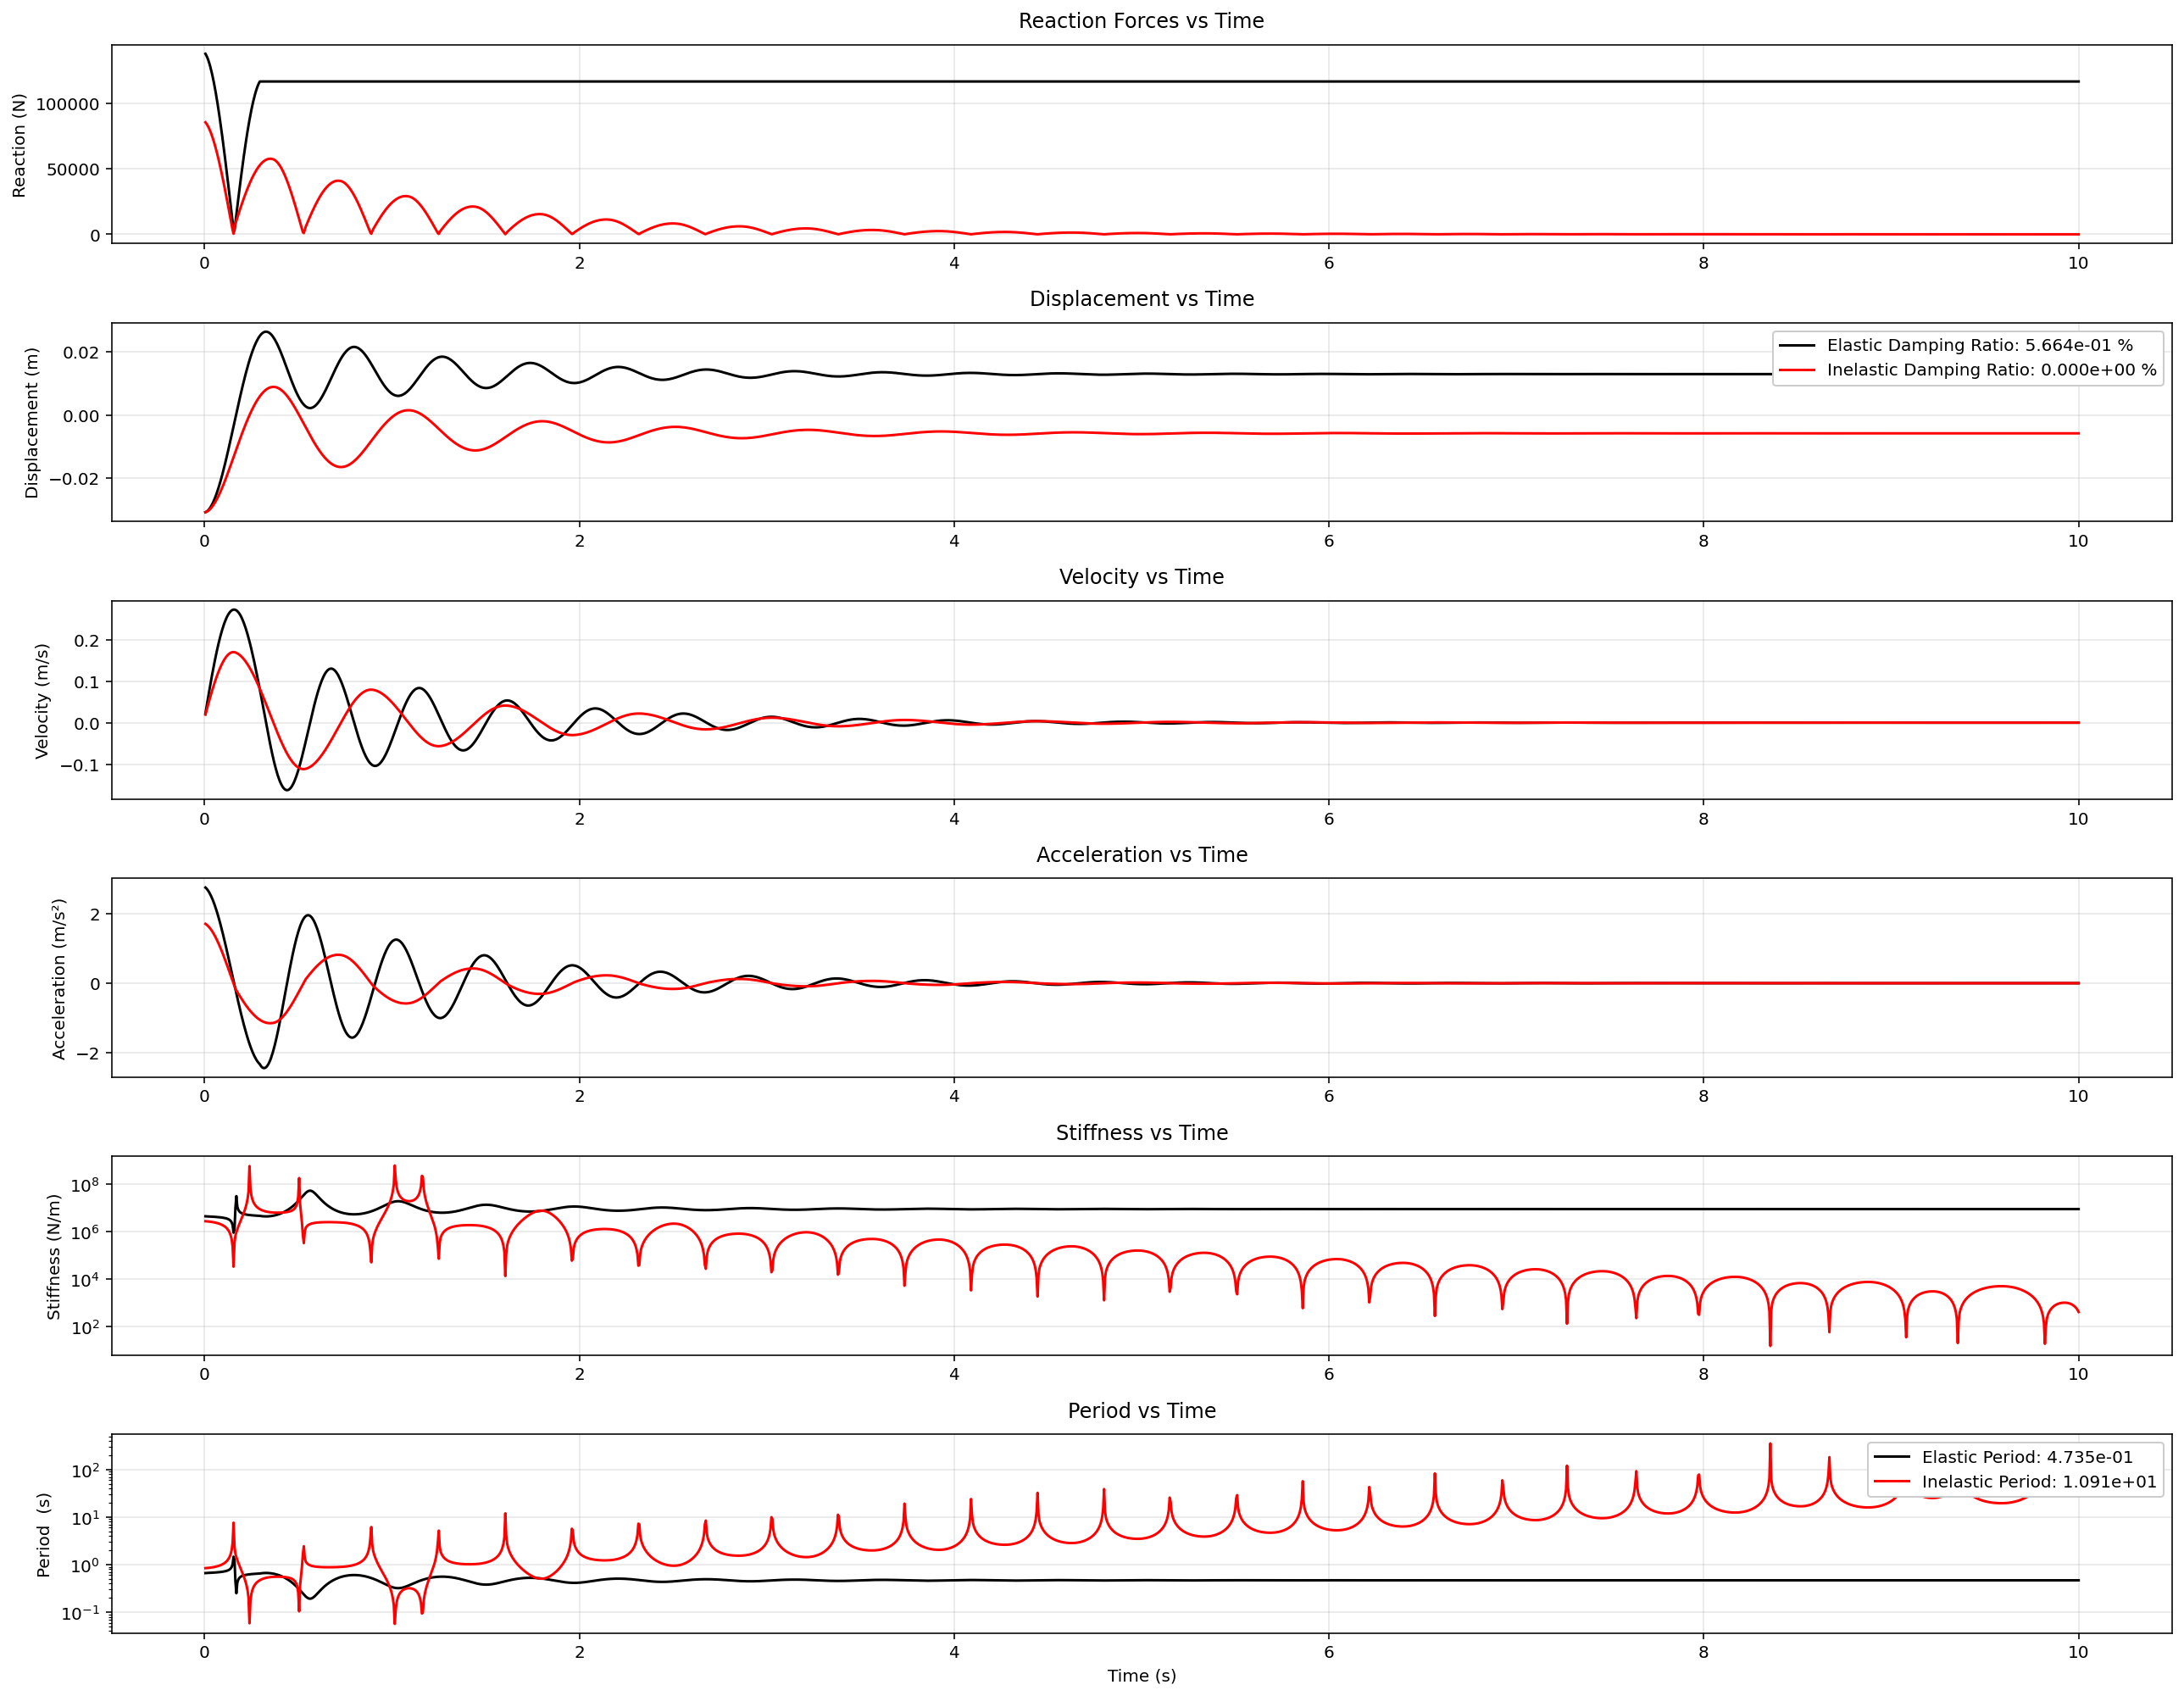 Reaction Forces vs Time
Reaction (N)
100000
50000
0
0 2 4 6 8 10
Displacement vs Time
Displacement (m)
0.02
0.00
−0.02
Elastic Damping Ratio: 5.664e-01 %
Inelastic Damping Ratio: 0.000e+00 %
0 2 4 6 8 10
Velocity vs Time
Velocity (m/s)
0.2
0.1
0.0
−0.1
0 2 4 6 8 10
Acceleration vs Time
Acceleration (m/s²)
2
0
−2
0 2 4 6 8 10
Stiffness vs Time
Stiffness (N/m)
10⁸
10⁶
10⁴
10²
0 2 4 6 8 10
Period vs Time
Period (s)
10²
10¹
10⁰
10⁻¹
Elastic Period: 4.735e-01
Inelastic Period: 1.091e+01
0 2 4 6 8 10
Time (s)